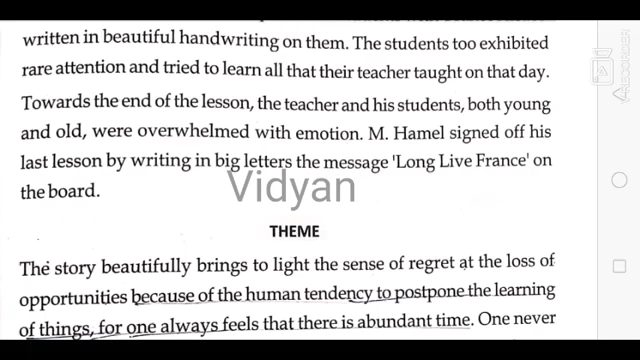 written in beautiful handwriting on them. The students too exhibited
rare attention and tried to learn all that their teacher taught on that day.
Towards the end of the lesson, the teacher and his students, both young
and old, were overwhelmed with emotion. M. Hamel signed off his
last lesson by writing in big letters the message 'Long Live France' on
the board.
Vidyan
THEME
The story beautifully brings to light the sense of regret at the loss of
opportunities because of the human tendency to postpone the learning
of things, for one always feels that there is abundant time. One never
RECORDER